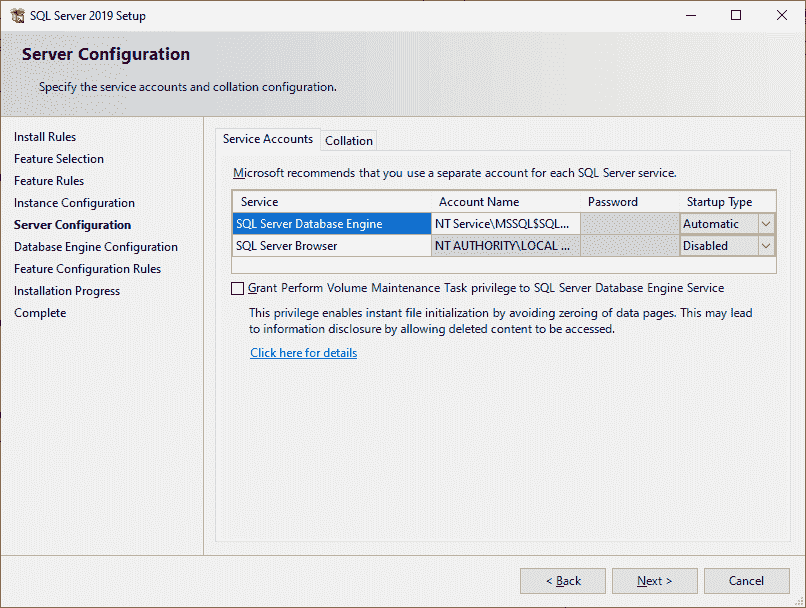 SQL Server 2019 Setup
Server Configuration
Specify the service accounts and collation configuration.
Install Rules
Feature Selection
Feature Rules
Instance Configuration
Server Configuration
Database Engine Configuration
Feature Configuration Rules
Installation Progress
Complete
Service Accounts Collation
Microsoft recommends that you use a separate account for each SQL Server service.
Service Account Name Password Startup Type
SQL Server Database Engine NT Service\MSSQL$SQL... Automatic
SQL Server Browser NT AUTHORITY\LOCAL ... Disabled
Grant Perform Volume Maintenance Task privilege to SQL Server Database Engine Service
This privilege enables instant file initialization by avoiding zeroing of data pages. This may lead
to information disclosure by allowing deleted content to be accessed.
Click here for details
< Back Next > Cancel